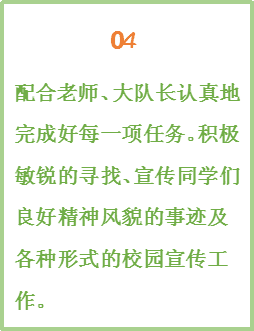 04
配合老师、大队长认真地
完成好每一项任务。积极
敏锐的寻找、宣传同学们
良好精神风貌的事迹及
各种形式的校园宣传工
作。